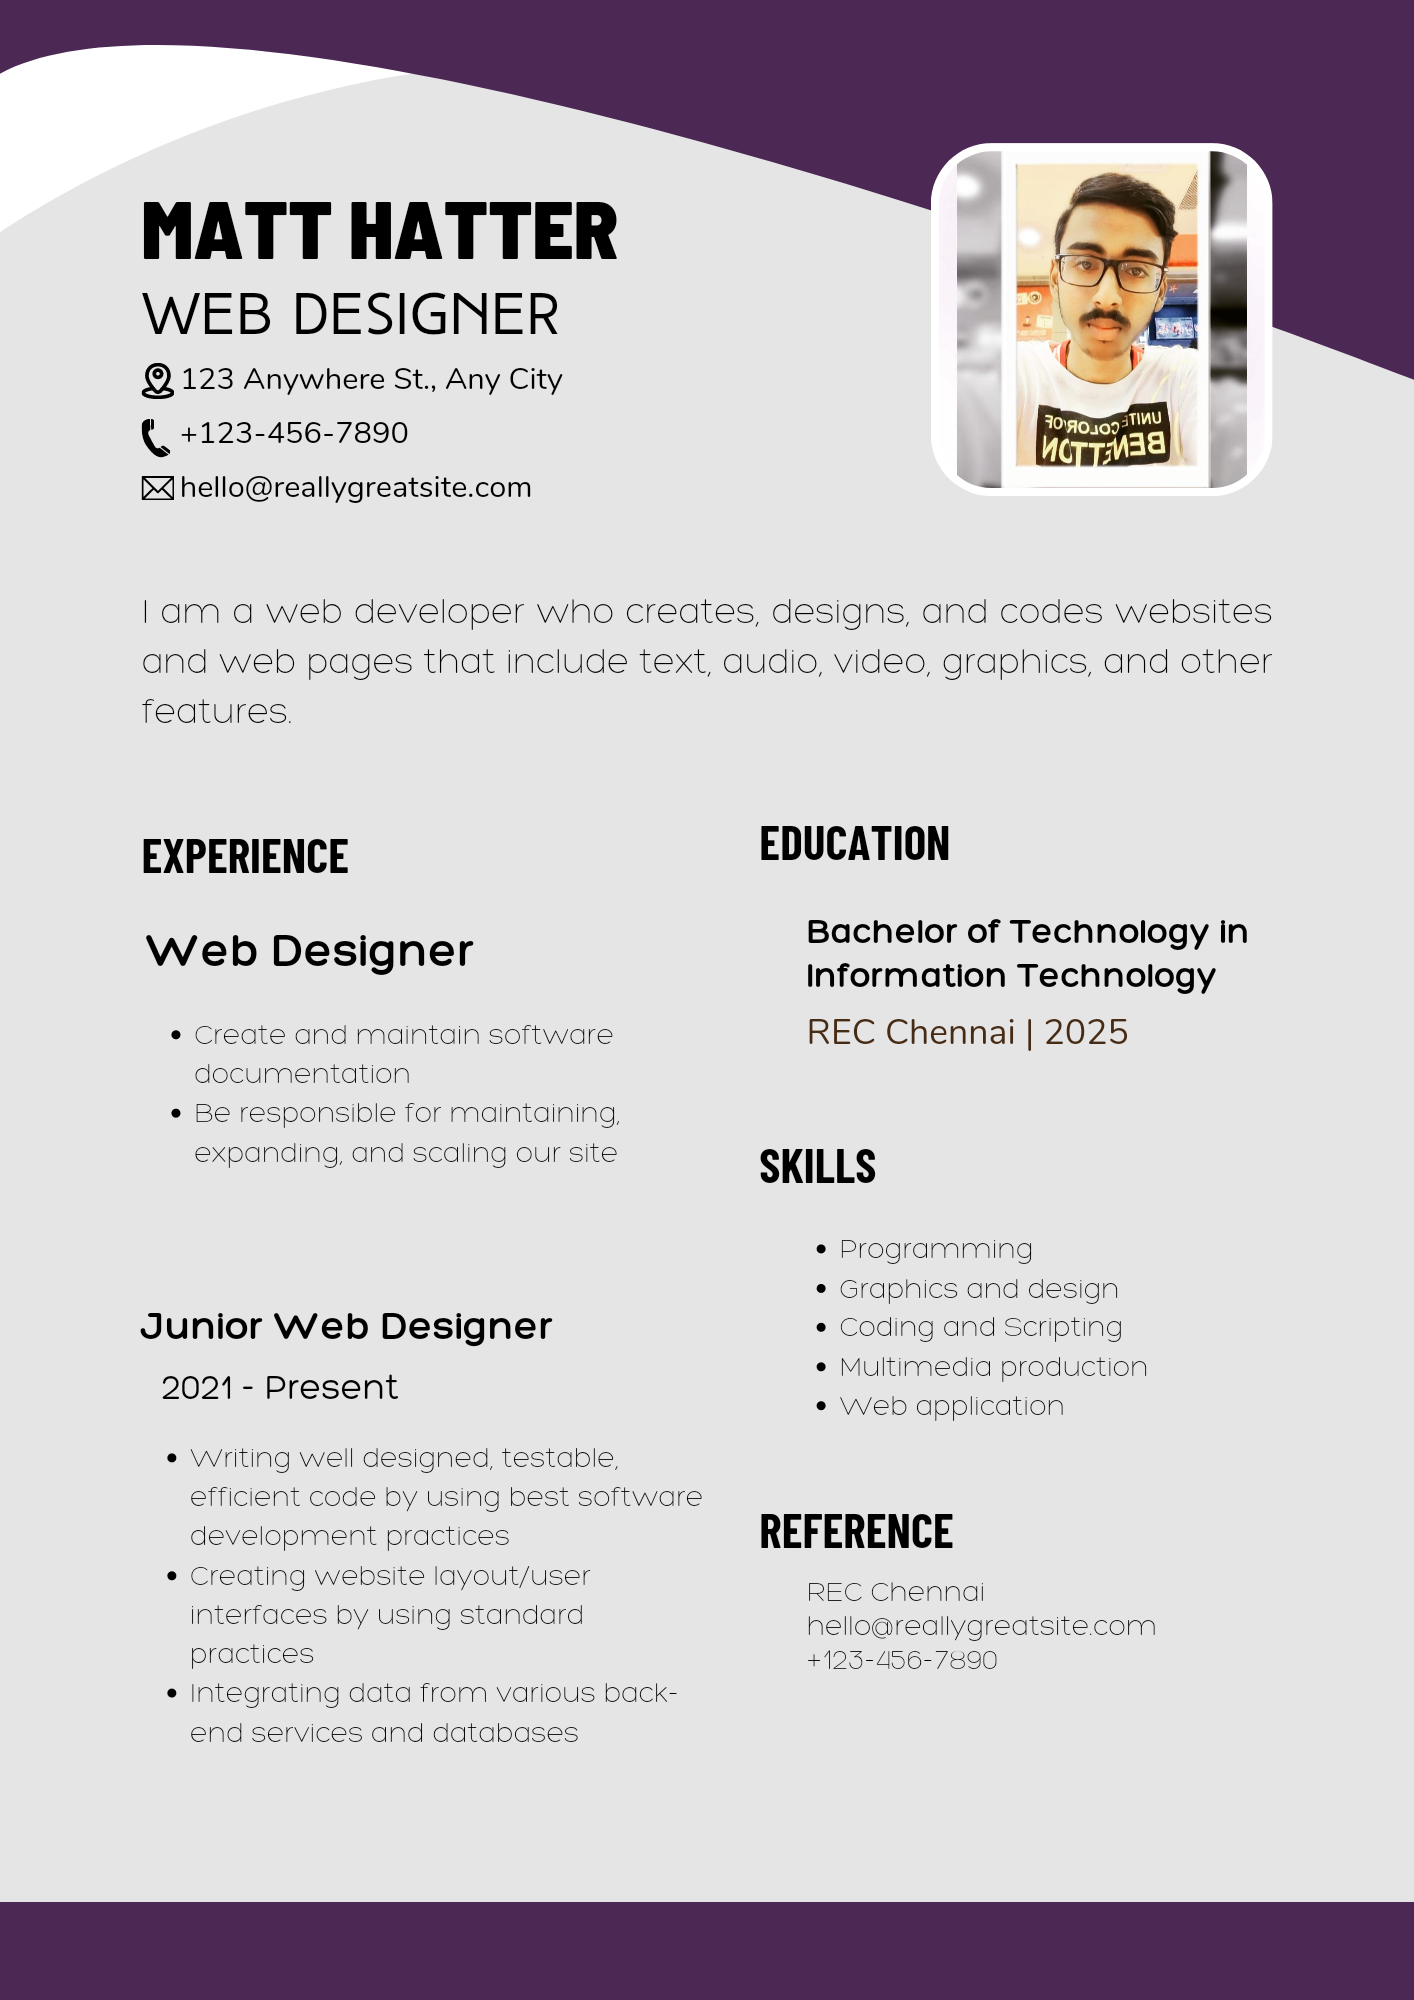 MATT HATTER
WEB DESIGNER
123 Anywhere St., Any City
+123-456-7890
hello@reallygreatsite.com
UNITED COLORS OF
BENETTON
I am a web developer who creates, designs, and codes websites
and web pages that include text, audio, video, graphics, and other
features.
EXPERIENCE
Web Designer
• Create and maintain software
documentation
• Be responsible for maintaining,
expanding, and scaling our site
Junior Web Designer
2021 - Present
• Writing well designed, testable,
efficient code by using best software
development practices
• Creating website layout/user
interfaces by using standard
practices
• Integrating data from various back-
end services and databases
EDUCATION
Bachelor of Technology in
Information Technology
REC Chennai | 2025
SKILLS
• Programming
• Graphics and design
• Coding and Scripting
• Multimedia production
• Web application
REFERENCE
REC Chennai
hello@reallygreatsite.com
+123-456-7890